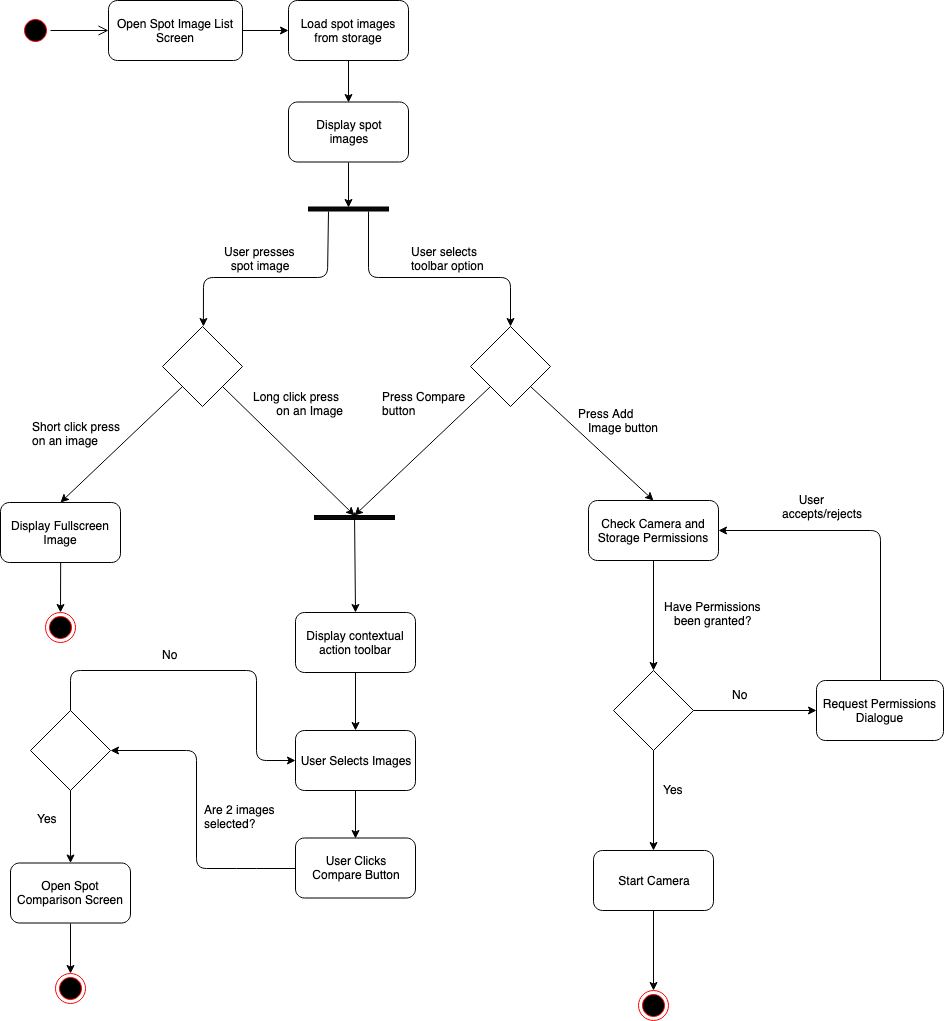 Open Spot Image List
Screen
Load spot images
from storage
Display spot
images
User presses
spot image
User selects
toolbar option
Long click press
on an Image
Press Compare
button
Press Add
Image button
Short click press
on an image
Display Fullscreen
Image
Check Camera and
Storage Permissions
User
accepts/rejects
Have Permissions
been granted?
Display contextual
action toolbar
No
No
Request Permissions
Dialogue
User Selects Images
Yes
Are 2 images
selected?
Yes
User Clicks
Compare Button
Open Spot
Comparison Screen
Start Camera